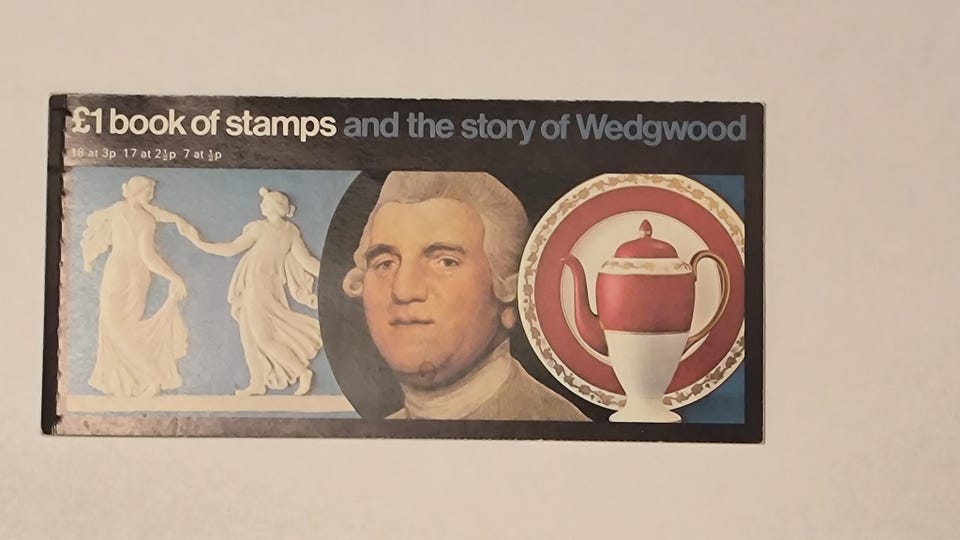 £1 book of stamps and the story of Wedgwood
18 at 3p 17 at 2½p 7 at ½p